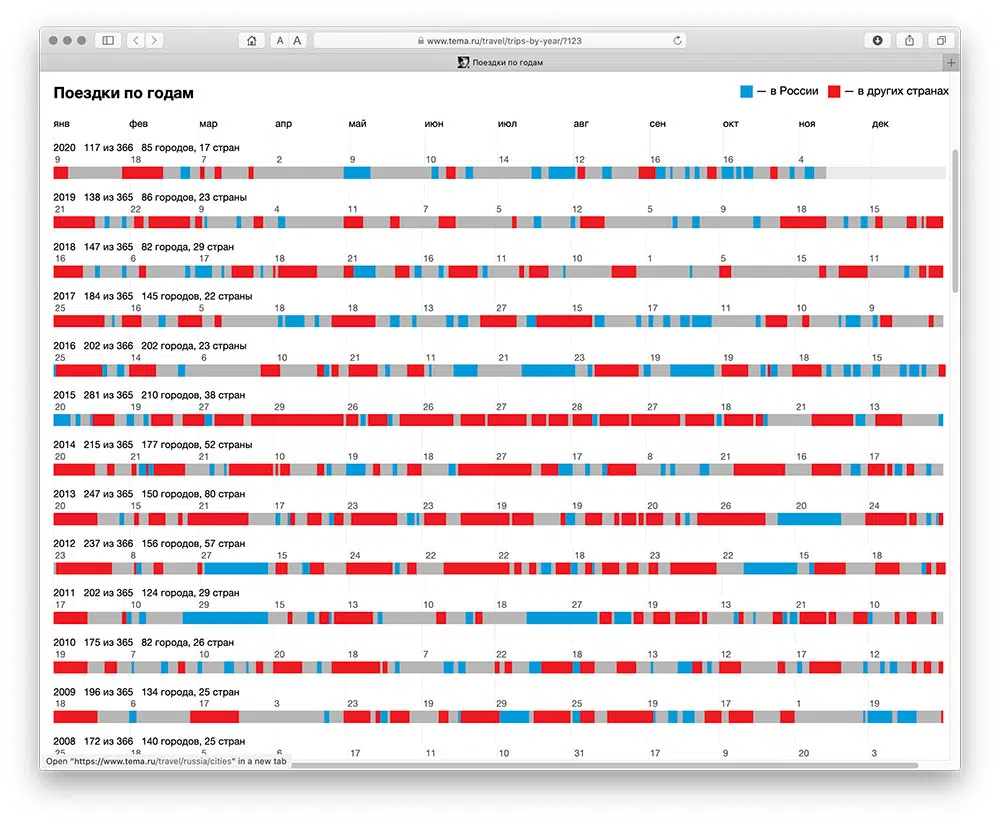 A A
www.tema.ru/travel/trips-by-year/?123
Поездки по годам
Поездки по годам
— в России — в других странах
янв фев мар апр май июн июл авг сен окт ноя дек
2020 117 из 366 85 городов, 17 стран
9 18 7 2 9 10 14 12 16 16 4
2019 138 из 365 86 городов, 23 страны
21 22 9 4 11 7 5 12 5 9 18 15
2018 147 из 365 82 города, 29 стран
16 6 17 18 21 16 11 10 1 5 15 11
2017 184 из 365 145 городов, 22 страны
25 16 5 18 18 13 27 15 17 11 10 9
2016 202 из 366 202 города, 23 страны
25 14 6 10 21 11 21 23 19 19 18 15
2015 281 из 365 210 городов, 38 стран
20 19 27 29 26 26 27 28 27 18 21 13
2014 215 из 365 177 городов, 52 страны
20 21 21 10 19 18 27 17 8 21 16 17
2013 247 из 365 150 городов, 80 стран
20 15 21 17 23 23 19 19 20 26 20 24
2012 237 из 366 156 городов, 57 стран
23 8 27 15 24 22 22 18 23 22 15 18
2011 202 из 365 124 города, 29 стран
17 10 29 15 13 10 18 27 19 13 21 10
2010 175 из 365 82 города, 26 стран
19 7 10 20 18 7 22 18 13 12 17 12
2009 196 из 365 134 города, 25 стран
18 6 17 3 23 19 29 25 19 17 1 19
2008 172 из 366 140 городов, 25 стран
25 18 5 6 17 11 10 31 17 9 20 3
Open "https://www.tema.ru/travel/russia/cities" in a new tab